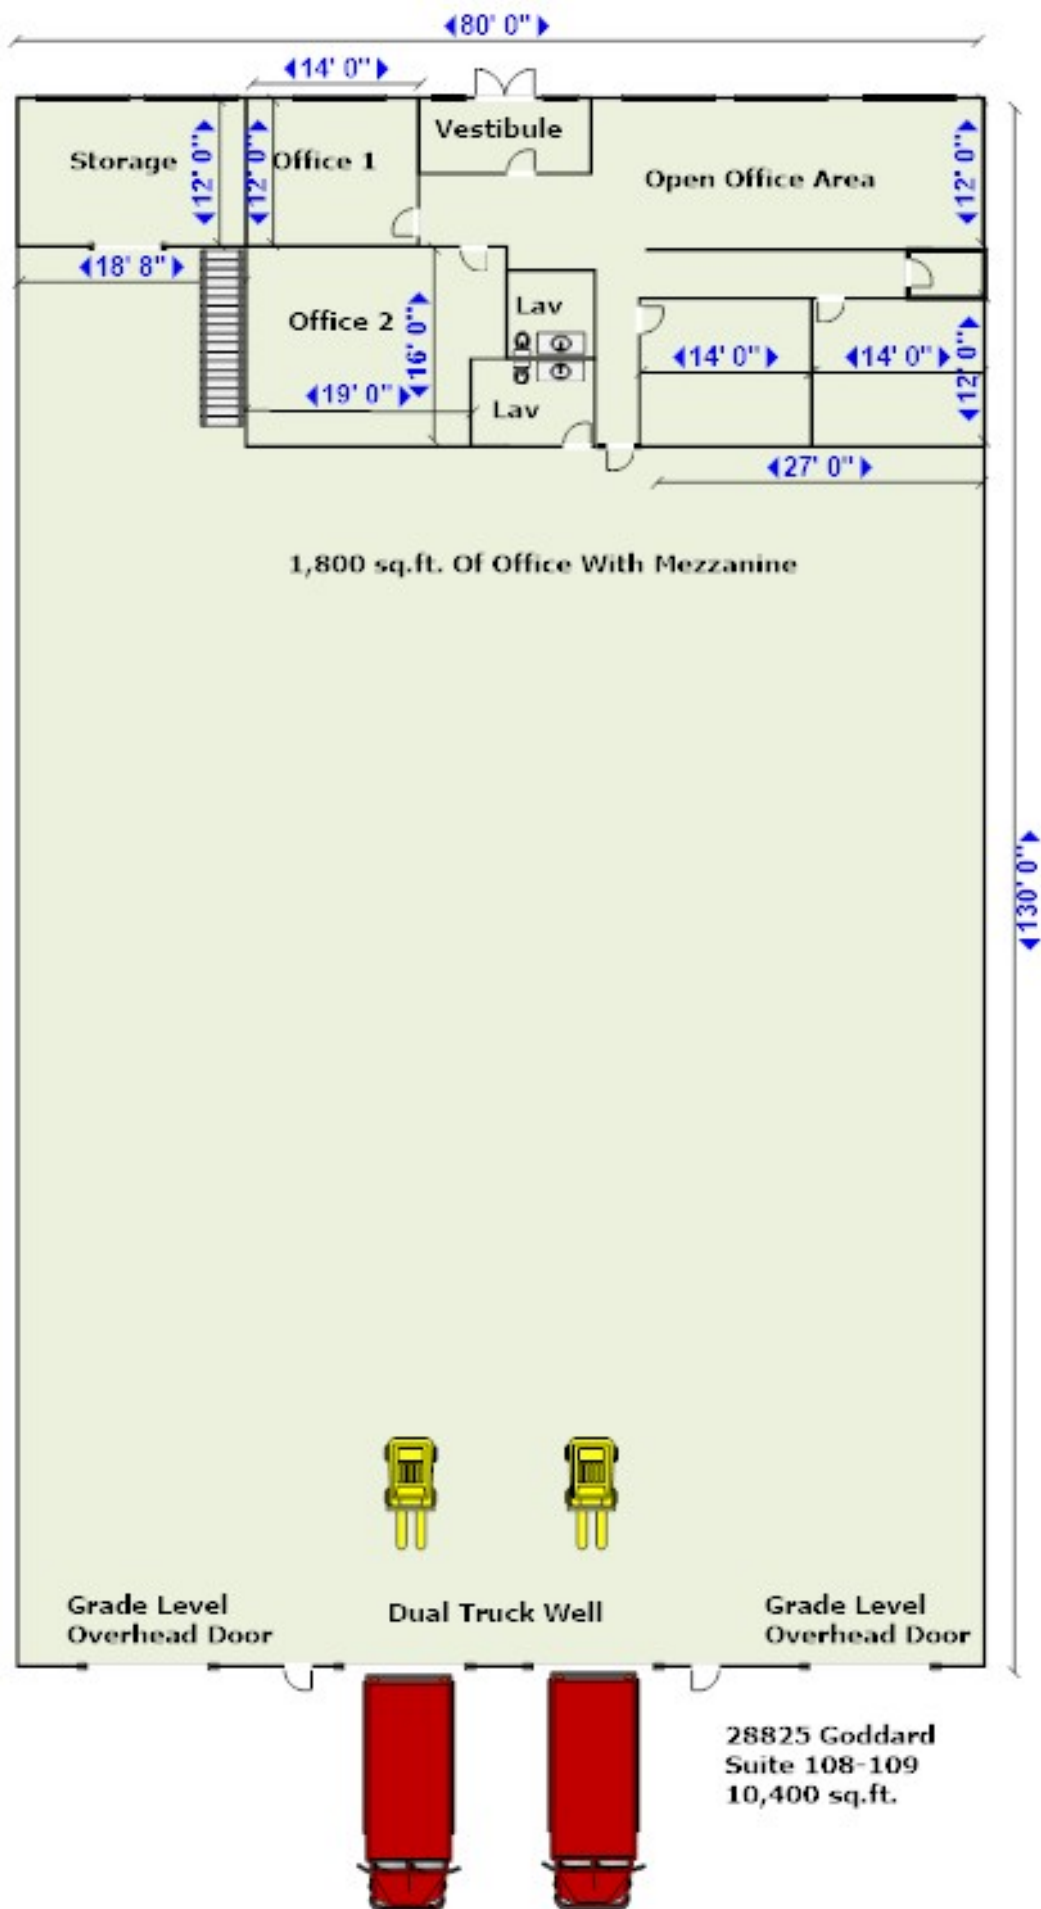 80' 0"
14' 0"
Vestibule
Storage
12' 0"
12' 0"
Office 1
Open Office Area
12' 0"
18' 8"
Office 2
16' 0"
Lav
14' 0"
14' 0"
12' 0"
19' 0"
Lav
27' 0"
1,800 sq.ft. Of Office With Mezzanine
130' 0"
Grade Level
Overhead Door
Dual Truck Well
Grade Level
Overhead Door
28825 Goddard
Suite 108-109
10,400 sq.ft.